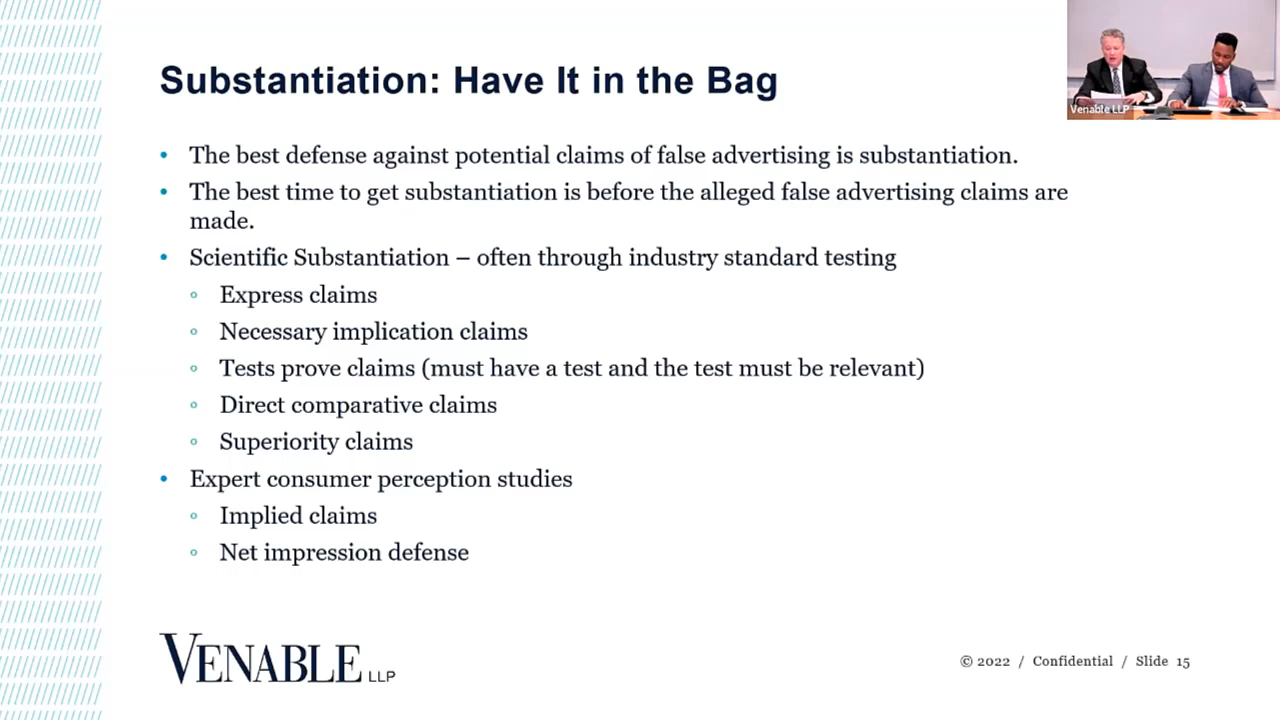 Substantiation: Have It in the Bag
Venable LLP
• The best defense against potential claims of false advertising is substantiation.
• The best time to get substantiation is before the alleged false advertising claims are
made.
• Scientific Substantiation – often through industry standard testing
◦ Express claims
◦ Necessary implication claims
◦ Tests prove claims (must have a test and the test must be relevant)
◦ Direct comparative claims
◦ Superiority claims
• Expert consumer perception studies
◦ Implied claims
◦ Net impression defense
VENABLE LLP
© 2022 / Confidential / Slide 15